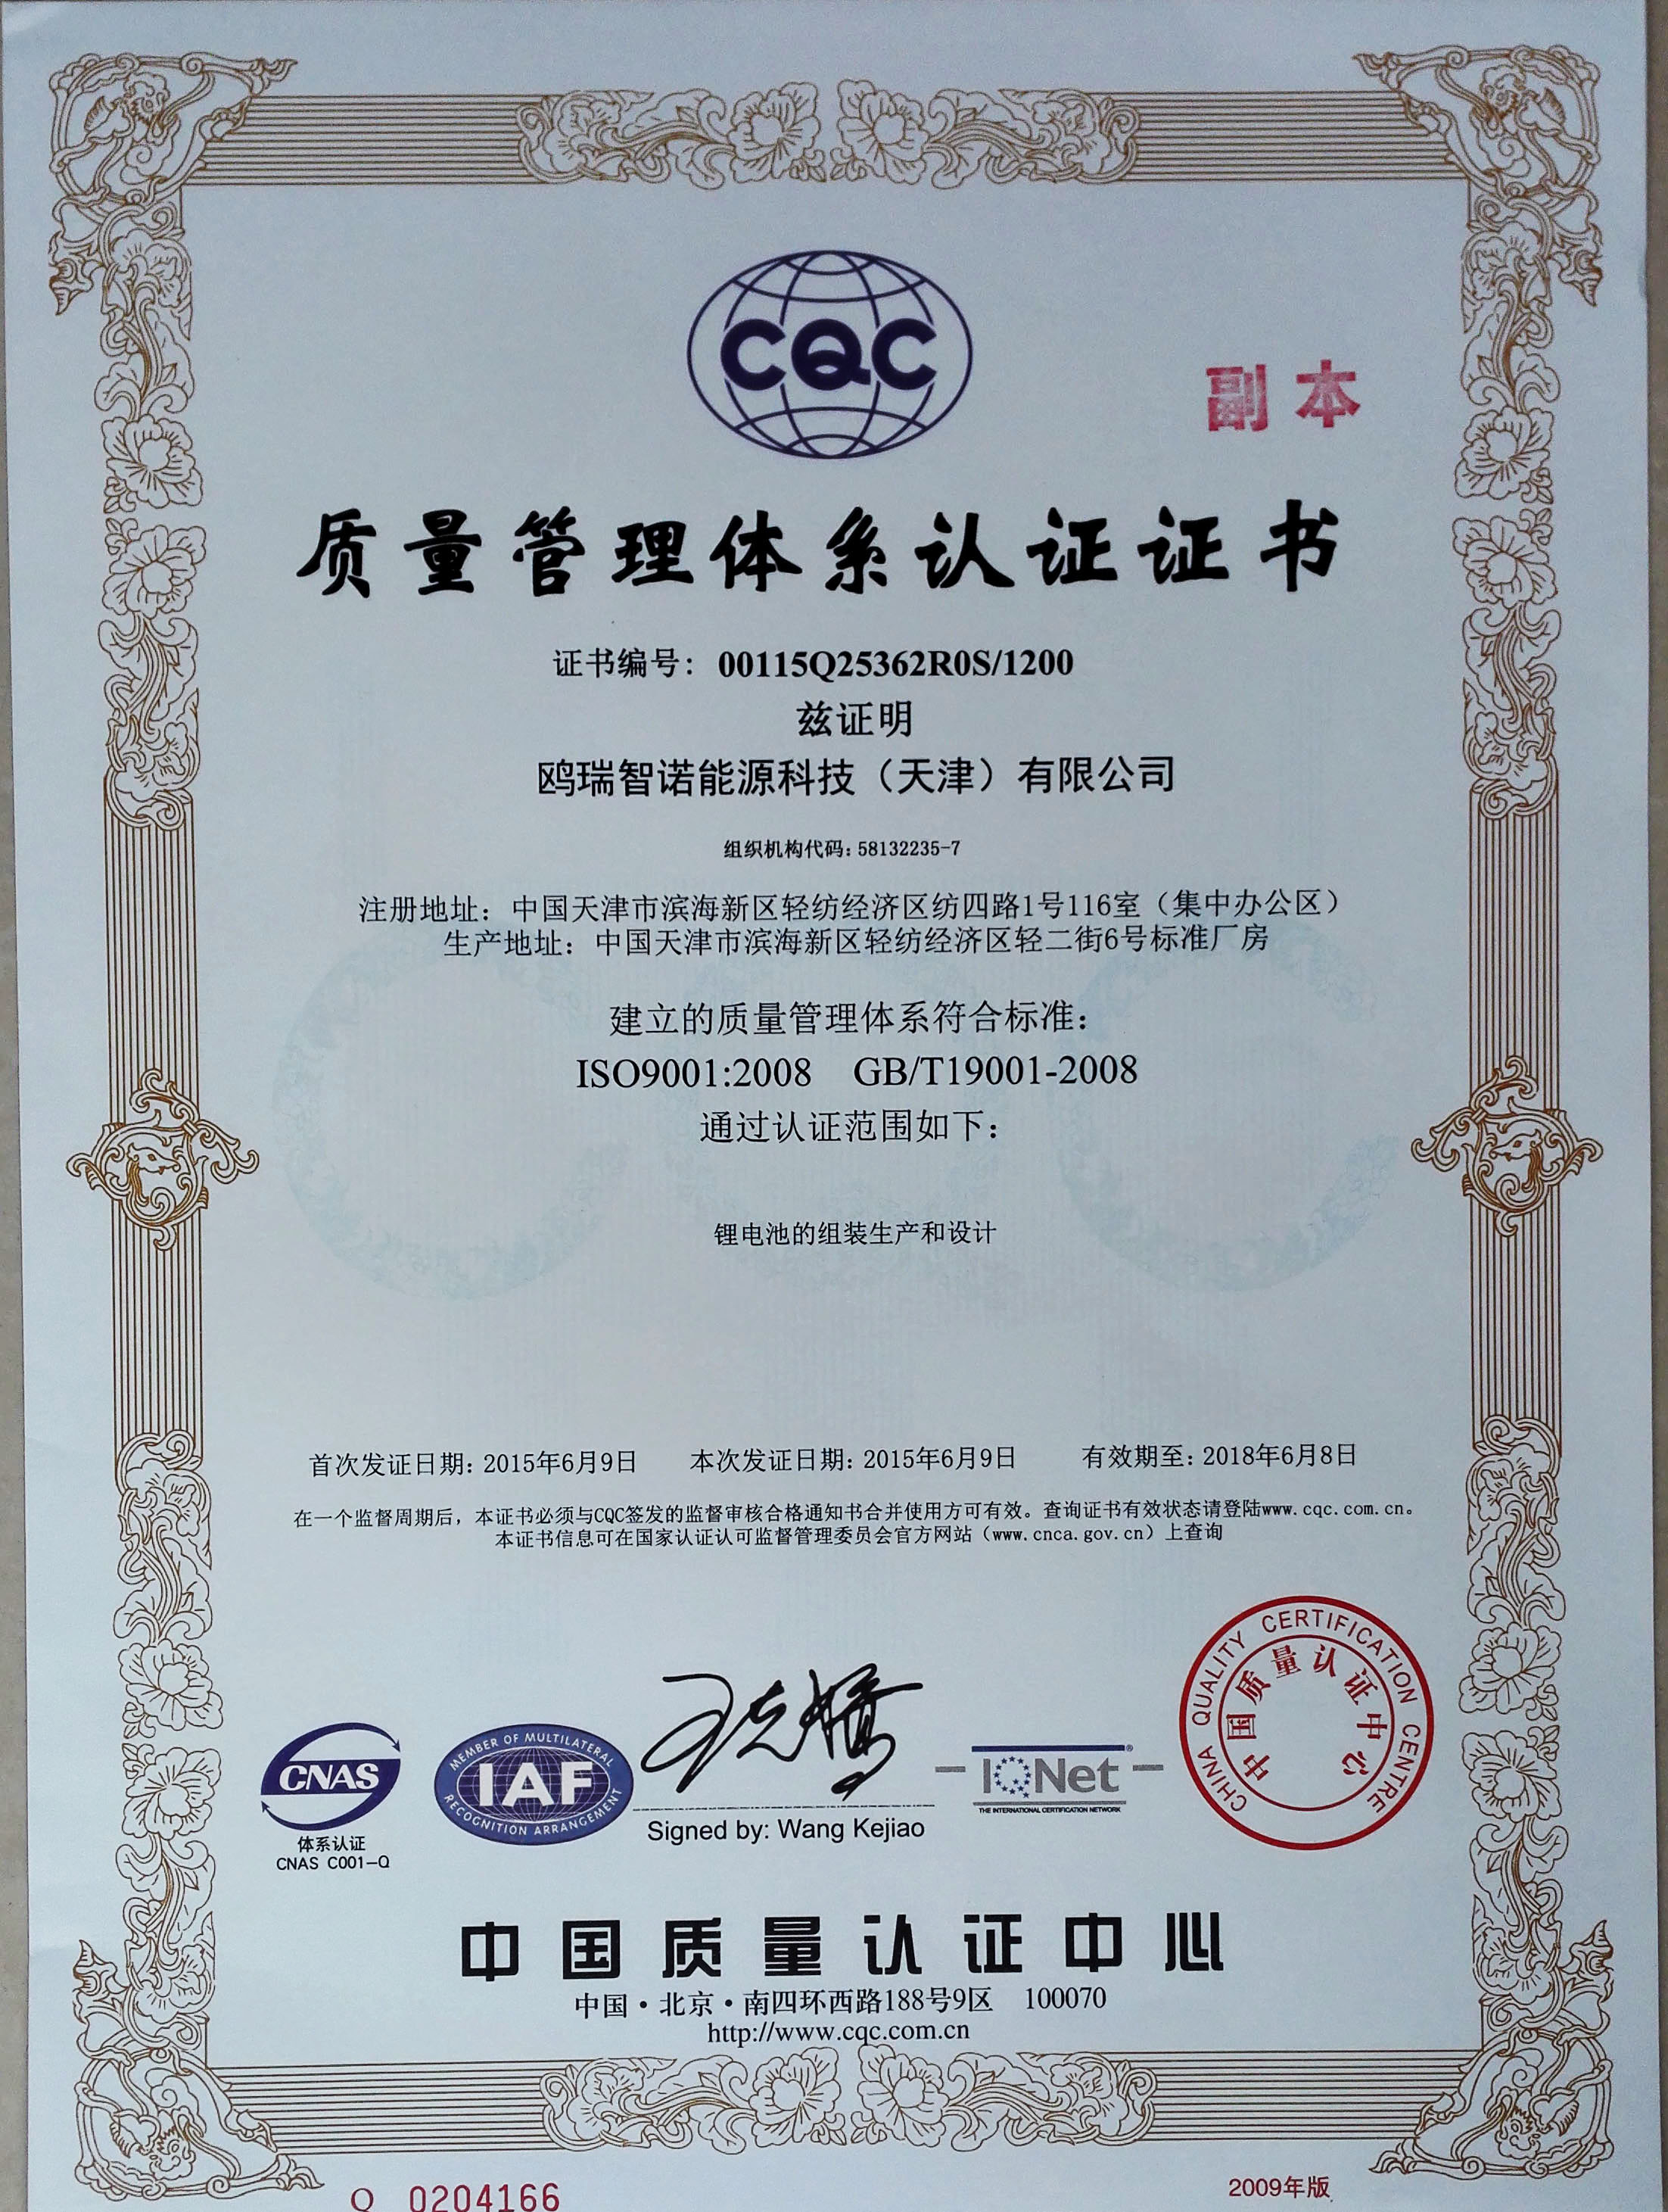 CQC
副本
质量管理体系认证证书
证书编号：00115Q25362R0S/1200
兹证明
鸥瑞智诺能源科技（天津）有限公司
组织机构代码：58132235-7
注册地址：中国天津市滨海新区轻纺经济区纺四路1号116室（集中办公区）
生产地址：中国天津市滨海新区轻纺经济区轻二街6号标准厂房
建立的质量管理体系符合标准：
ISO9001:2008 GB/T19001-2008
通过认证范围如下：
锂电池的组装生产和设计
首次发证日期：2015年6月9日 本次发证日期：2015年6月9日 有效期至：2018年6月8日
在一个监督周期后，本证书必须与CQC签发的监督审核合格通知书合并使用方可有效。查询证书有效状态请登陆www.cqc.com.cn。
本证书信息可在国家认证认可监督管理委员会官方网站（www.cnca.gov.cn）上查询
CNAS
体系认证
CNAS C001-Q
MEMBER OF MULTILATERAL
IAF
RECOGNITION ARRANGEMENT
王克娇
Signed by: Wang Kejiao
IQNet®
THE INTERNATIONAL CERTIFICATION NETWORK
CHINA QUALITY CERTIFICATION CENTRE
中国质量认证中心
中国质量认证中心
中国·北京·南四环西路188号9区 100070
http://www.cqc.com.cn
Q 0204166
2009年版